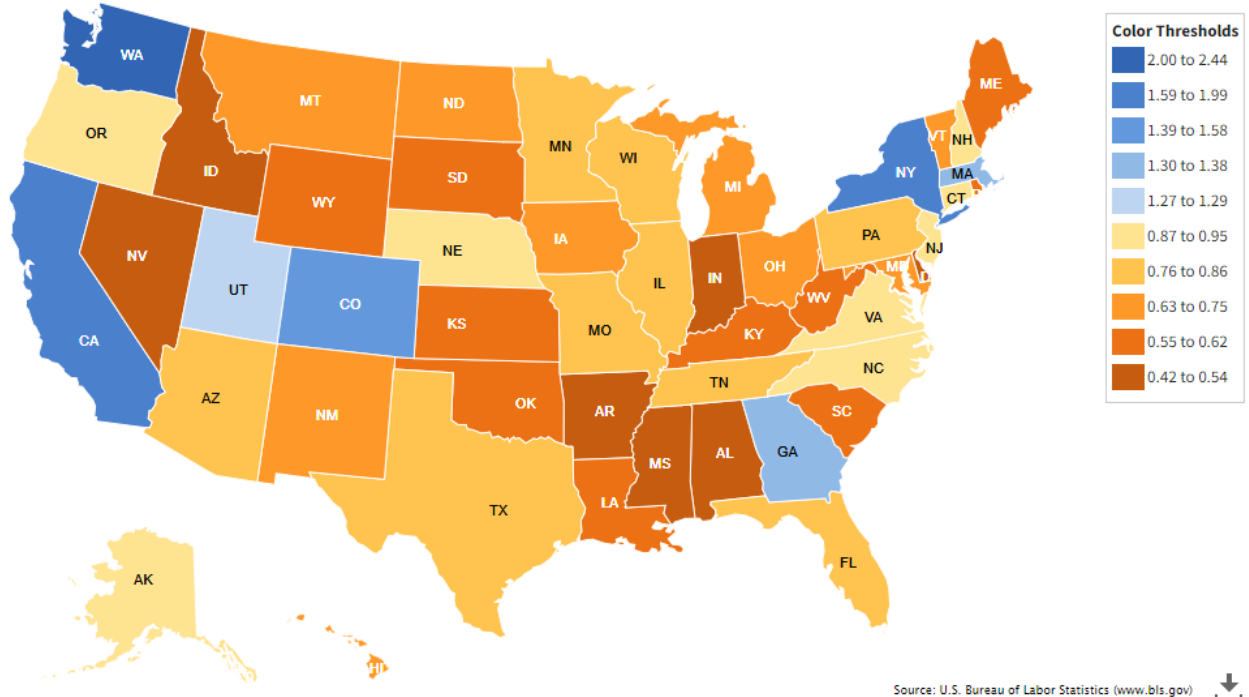 Color Thresholds
2.00 to 2.44
1.59 to 1.99
1.39 to 1.58
1.30 to 1.38
1.27 to 1.29
0.87 to 0.95
0.76 to 0.86
0.63 to 0.75
0.55 to 0.62
0.42 to 0.54
WA
ME
MT
ND
VT
NH
OR
MN
ID
WI
MA
NY
SD
MI
CT
WY
PA
IA
NJ
NE
NV
OH
MD
IN
IL
UT
WV
CO
VA
KS
MO
KY
CA
NC
TN
AZ
OK
AR
SC
NM
GA
AL
MS
LA
TX
FL
AK
HI
Source: U.S. Bureau of Labor Statistics (www.bls.gov)